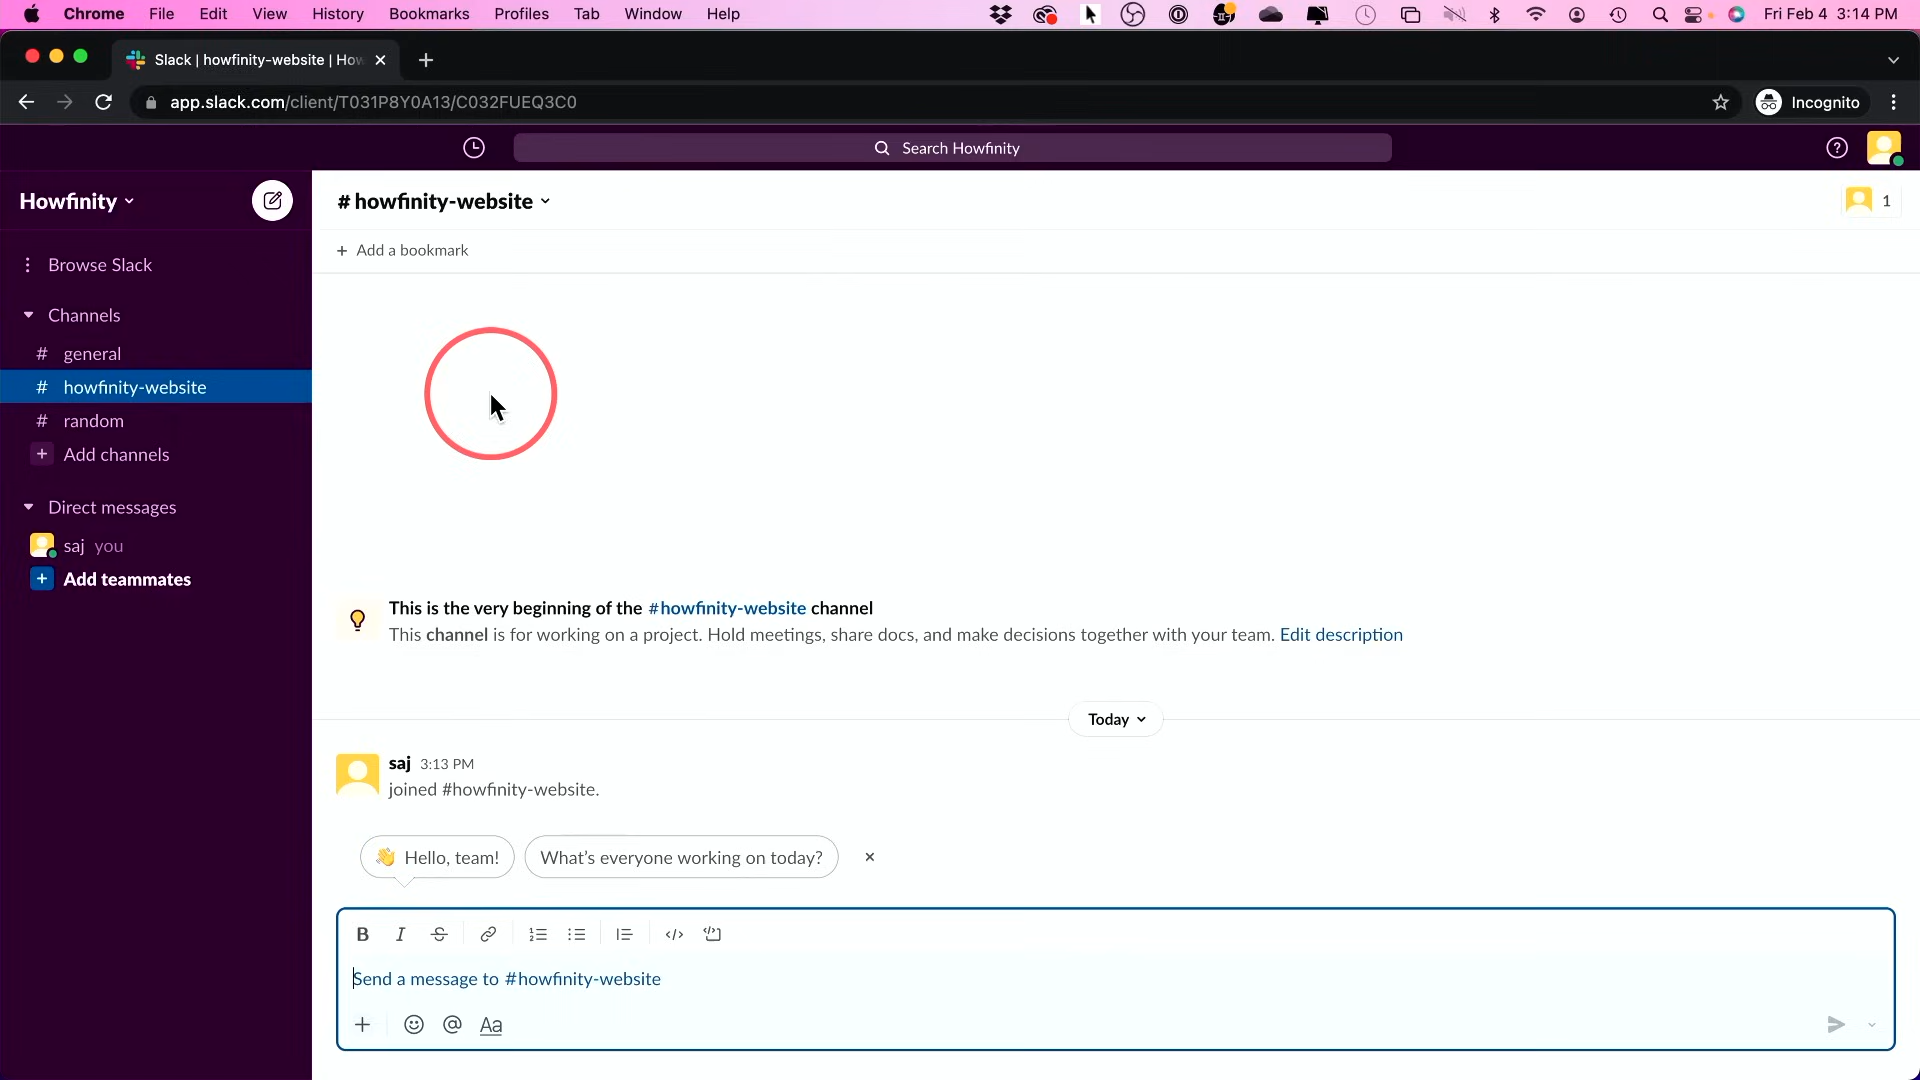 Chrome File Edit View History Bookmarks Profiles Tab Window Help Fri Feb 4 3:14 PM
Slack | howfinity-website | How
app.slack.com/client/T031P8Y0A13/C032FUEQ3C0 Incognito
Search Howfinity
Howfinity
# howfinity-website
1
+ Add a bookmark
Browse Slack
Channels
# general
# howfinity-website
# random
+ Add channels
Direct messages
saj you
+ Add teammates
This is the very beginning of the #howfinity-website channel
This channel is for working on a project. Hold meetings, share docs, and make decisions together with your team. Edit description
Today
saj 3:13 PM
joined #howfinity-website.
👋 Hello, team! What's everyone working on today?
B I S
Send a message to #howfinity-website
+ @ Aa